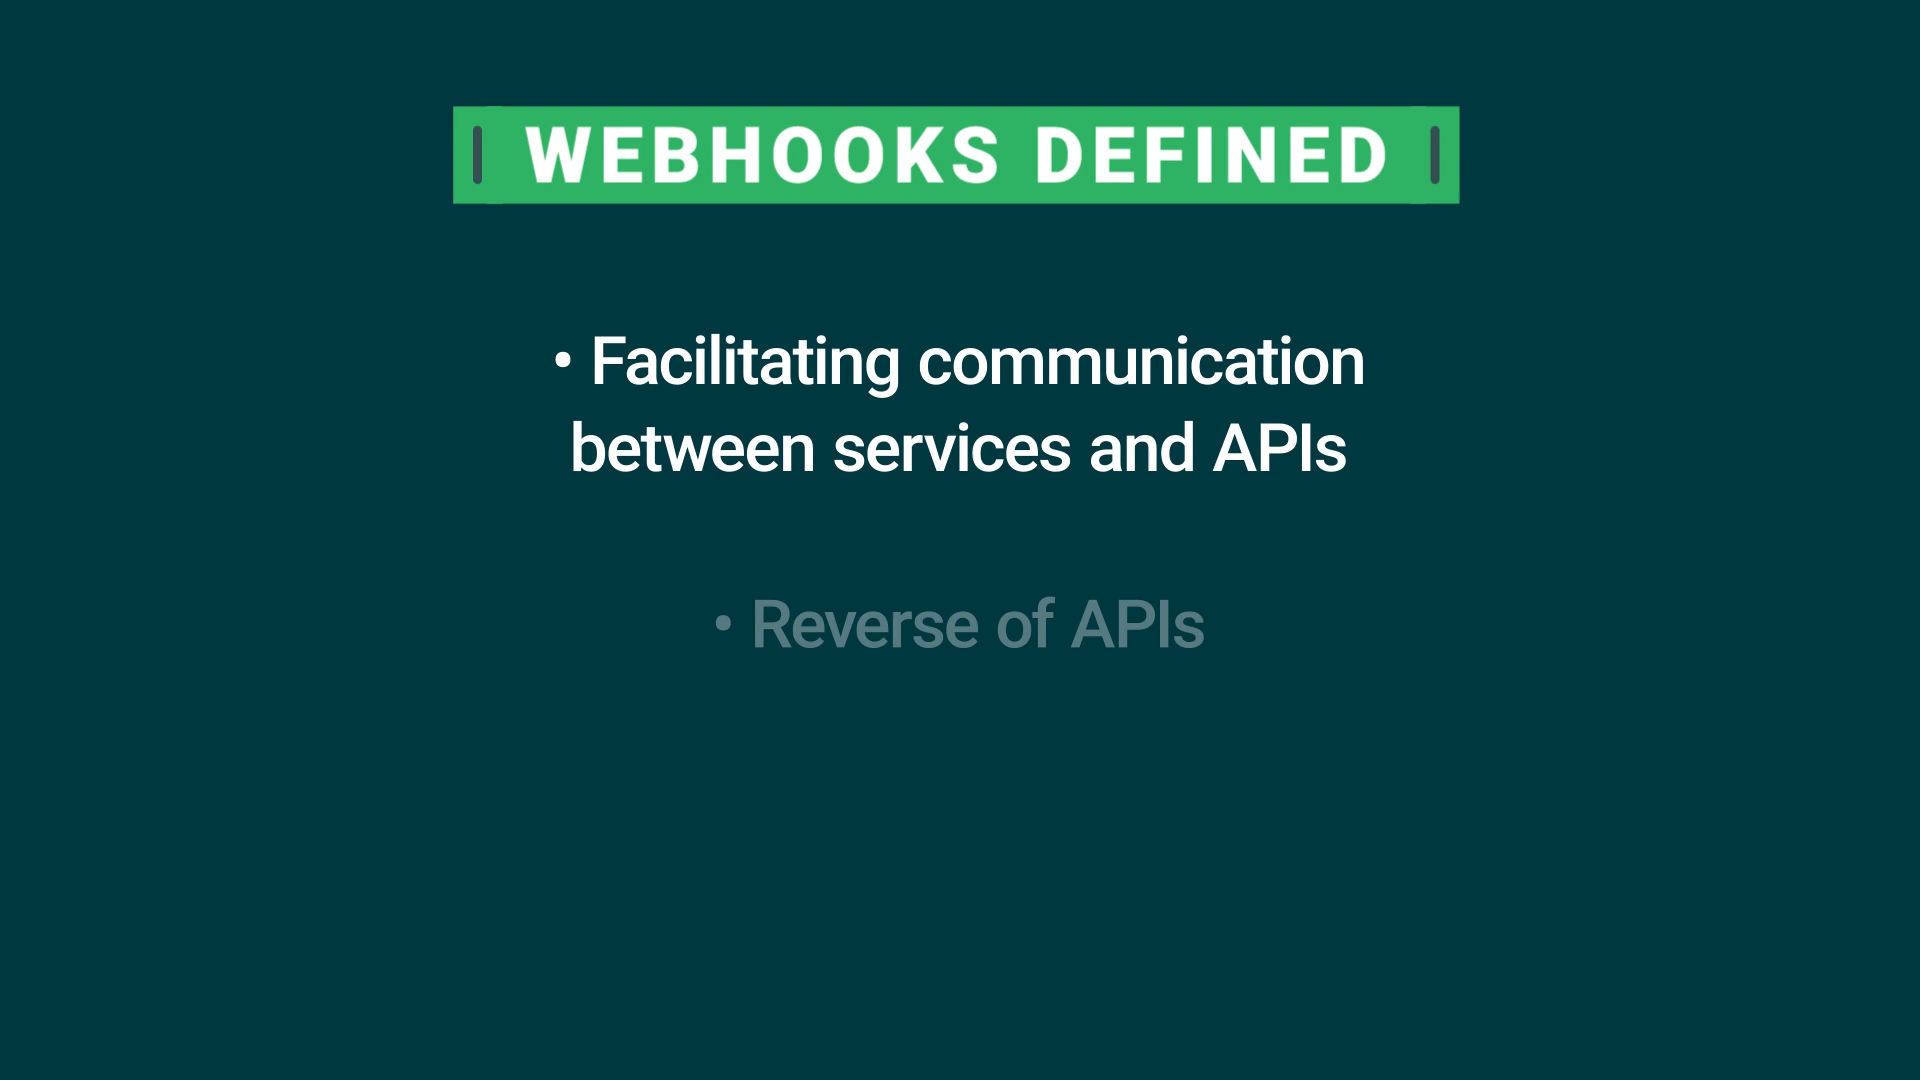 WEBHOOKS DEFINED
• Facilitating communication
between services and APIs
• Reverse of APIs